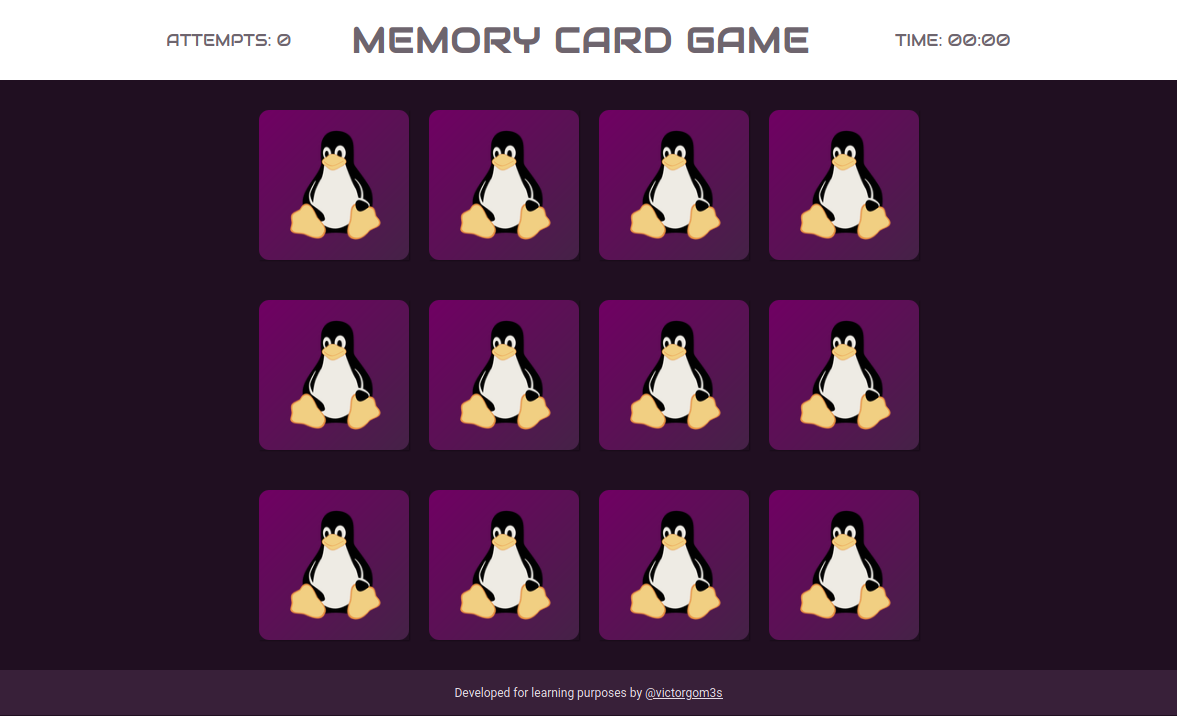 ATTEMPTS: 0
MEMORY CARD GAME
TIME: 00:00
Developed for learning purposes by @victorgom3s